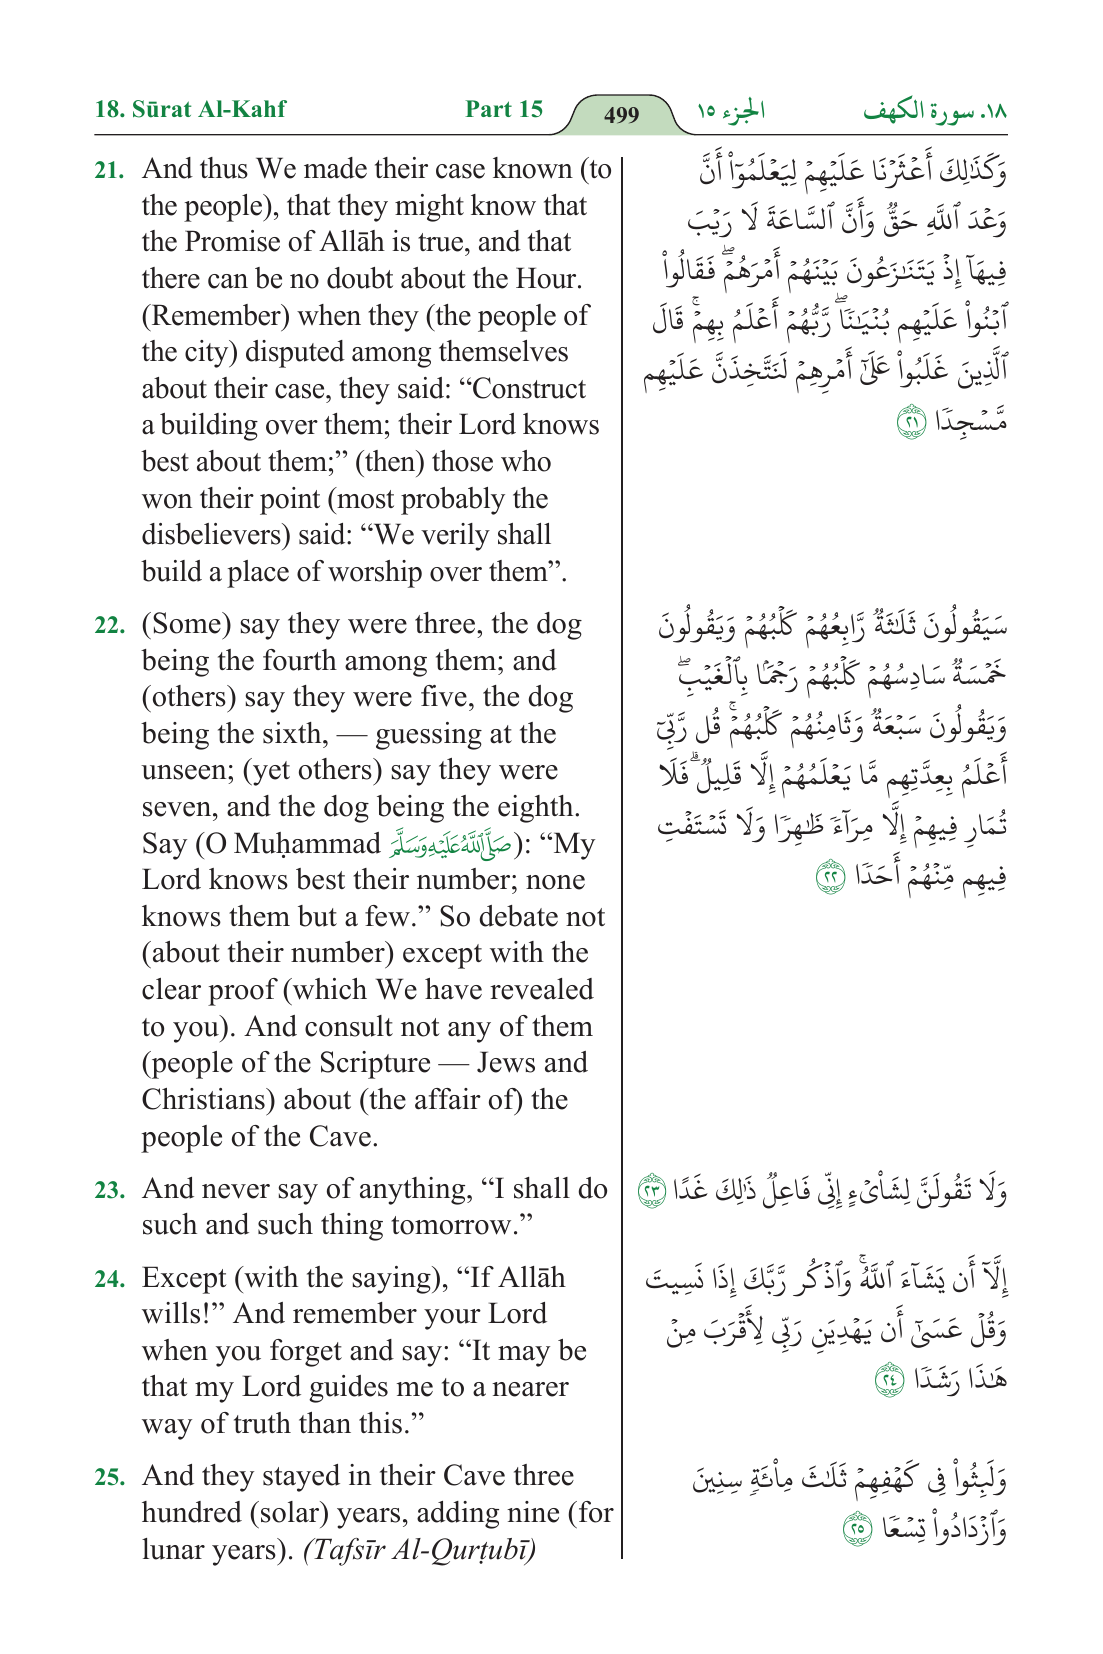 18. Sūrat Al-Kahf
Part 15
499
الجزء ١٥
١٨. سورة الكهف
21. And thus We made their case known (to
the people), that they might know that
the Promise of Allāh is true, and that
there can be no doubt about the Hour.
(Remember) when they (the people of
the city) disputed among themselves
about their case, they said: “Construct
a building over them; their Lord knows
best about them;” (then) those who
won their point (most probably the
disbelievers) said: “We verily shall
build a place of worship over them”.
وَكَذَٰلِكَ أَعۡثَرۡنَا عَلَيۡهِمۡ لِيَعۡلَمُوٓاْ أَنَّ
وَعۡدَ ٱللَّهِ حَقّٞ وَأَنَّ ٱلسَّاعَةَ لَا رَيۡبَ
فِيهَآ إِذۡ يَتَنَٰزَعُونَ بَيۡنَهُمۡ أَمۡرَهُمۡۖ فَقَالُواْ
ٱبۡنُواْ عَلَيۡهِم بُنۡيَٰنٗاۖ رَّبُّهُمۡ أَعۡلَمُ بِهِمۡۚ قَالَ
ٱلَّذِينَ غَلَبُواْ عَلَىٰٓ أَمۡرِهِمۡ لَنَتَّخِذَنَّ عَلَيۡهِم
مَّسۡجِدٗا ٢١
22. (Some) say they were three, the dog
being the fourth among them; and
(others) say they were five, the dog
being the sixth, — guessing at the
unseen; (yet others) say they were
seven, and the dog being the eighth.
Say (O Muḥammad صَلَّى ٱللَّهُ عَلَيْهِ وَسَلَّمَ): “My
Lord knows best their number; none
knows them but a few.” So debate not
(about their number) except with the
clear proof (which We have revealed
to you). And consult not any of them
(people of the Scripture — Jews and
Christians) about (the affair of) the
people of the Cave.
سَيَقُولُونَ ثَلَٰثَةٞ رَّابِعُهُمۡ كَلۡبُهُمۡ وَيَقُولُونَ
خَمۡسَةٞ سَادِسُهُمۡ كَلۡبُهُمۡ رَجۡمَۢا بِٱلۡغَيۡبِۖ
وَيَقُولُونَ سَبۡعَةٞ وَثَامِنُهُمۡ كَلۡبُهُمۡۚ قُل رَّبِّيٓ
أَعۡلَمُ بِعِدَّتِهِم مَّا يَعۡلَمُهُمۡ إِلَّا قَلِيلٞۗ فَلَا
تُمَارِ فِيهِمۡ إِلَّا مِرَآءٗ ظَٰهِرٗا وَلَا تَسۡتَفۡتِ
فِيهِم مِّنۡهُمۡ أَحَدٗا ٢٢
23. And never say of anything, “I shall do
such and such thing tomorrow.”
وَلَا تَقُولَنَّ لِشَاْيۡءٍ إِنِّي فَاعِلٞ ذَٰلِكَ غَدًا ٢٣
24. Except (with the saying), “If Allāh
wills!” And remember your Lord
when you forget and say: “It may be
that my Lord guides me to a nearer
way of truth than this.”
إِلَّآ أَن يَشَآءَ ٱللَّهُۚ وَٱذۡكُر رَّبَّكَ إِذَا نَسِيتَ
وَقُلۡ عَسَىٰٓ أَن يَهۡدِيَنِ رَبِّي لِأَقۡرَبَ مِنۡ
هَٰذَا رَشَدٗا ٢٤
25. And they stayed in their Cave three
hundred (solar) years, adding nine (for
lunar years). (Tafsīr Al-Qurṭubī)
وَلَبِثُواْ فِي كَهۡفِهِمۡ ثَلَٰثَ مِاْئَةٖ سِنِينَ
وَٱزۡدَادُواْ تِسۡعٗا ٢٥